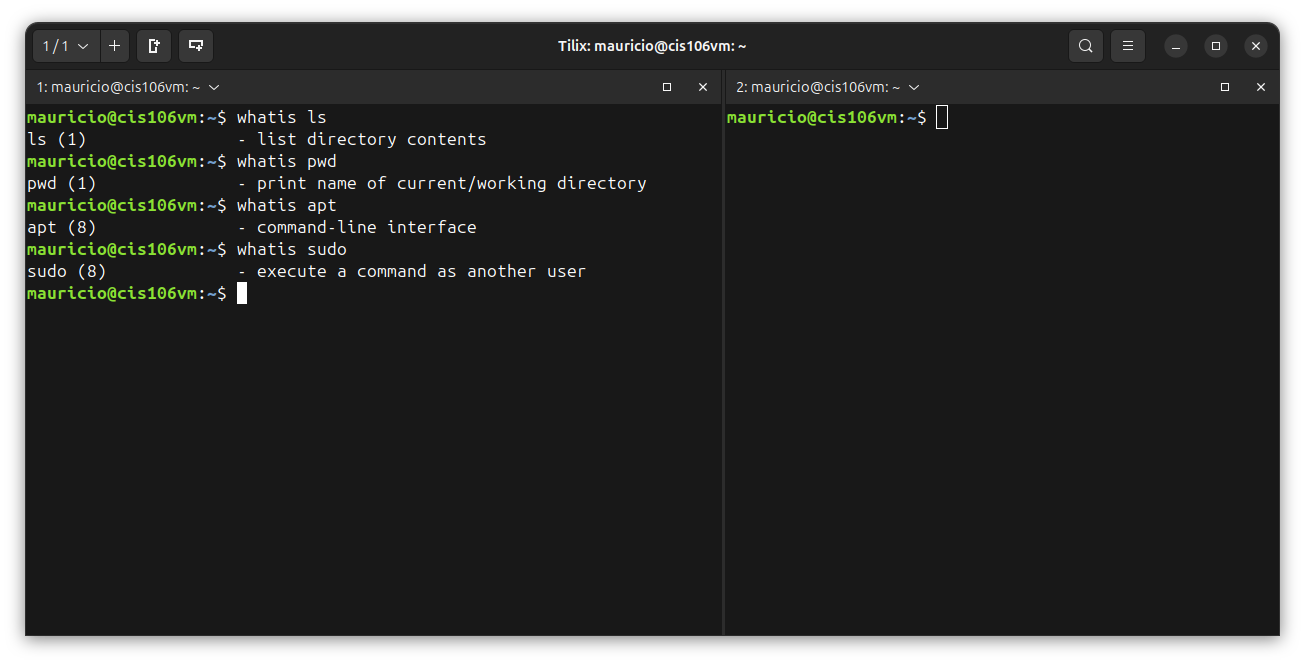 1 / 1
Tilix: mauricio@cis106vm: ~
1: mauricio@cis106vm: ~
mauricio@cis106vm:~$ whatis ls
ls (1)               - list directory contents
mauricio@cis106vm:~$ whatis pwd
pwd (1)              - print name of current/working directory
mauricio@cis106vm:~$ whatis apt
apt (8)              - command-line interface
mauricio@cis106vm:~$ whatis sudo
sudo (8)             - execute a command as another user
mauricio@cis106vm:~$
2: mauricio@cis106vm: ~
mauricio@cis106vm:~$